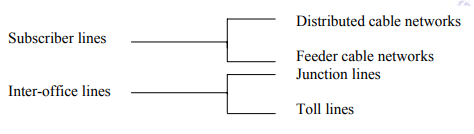 Distributed cable networks
Subscriber lines
Feeder cable networks
Junction lines
Inter-office lines
Toll lines